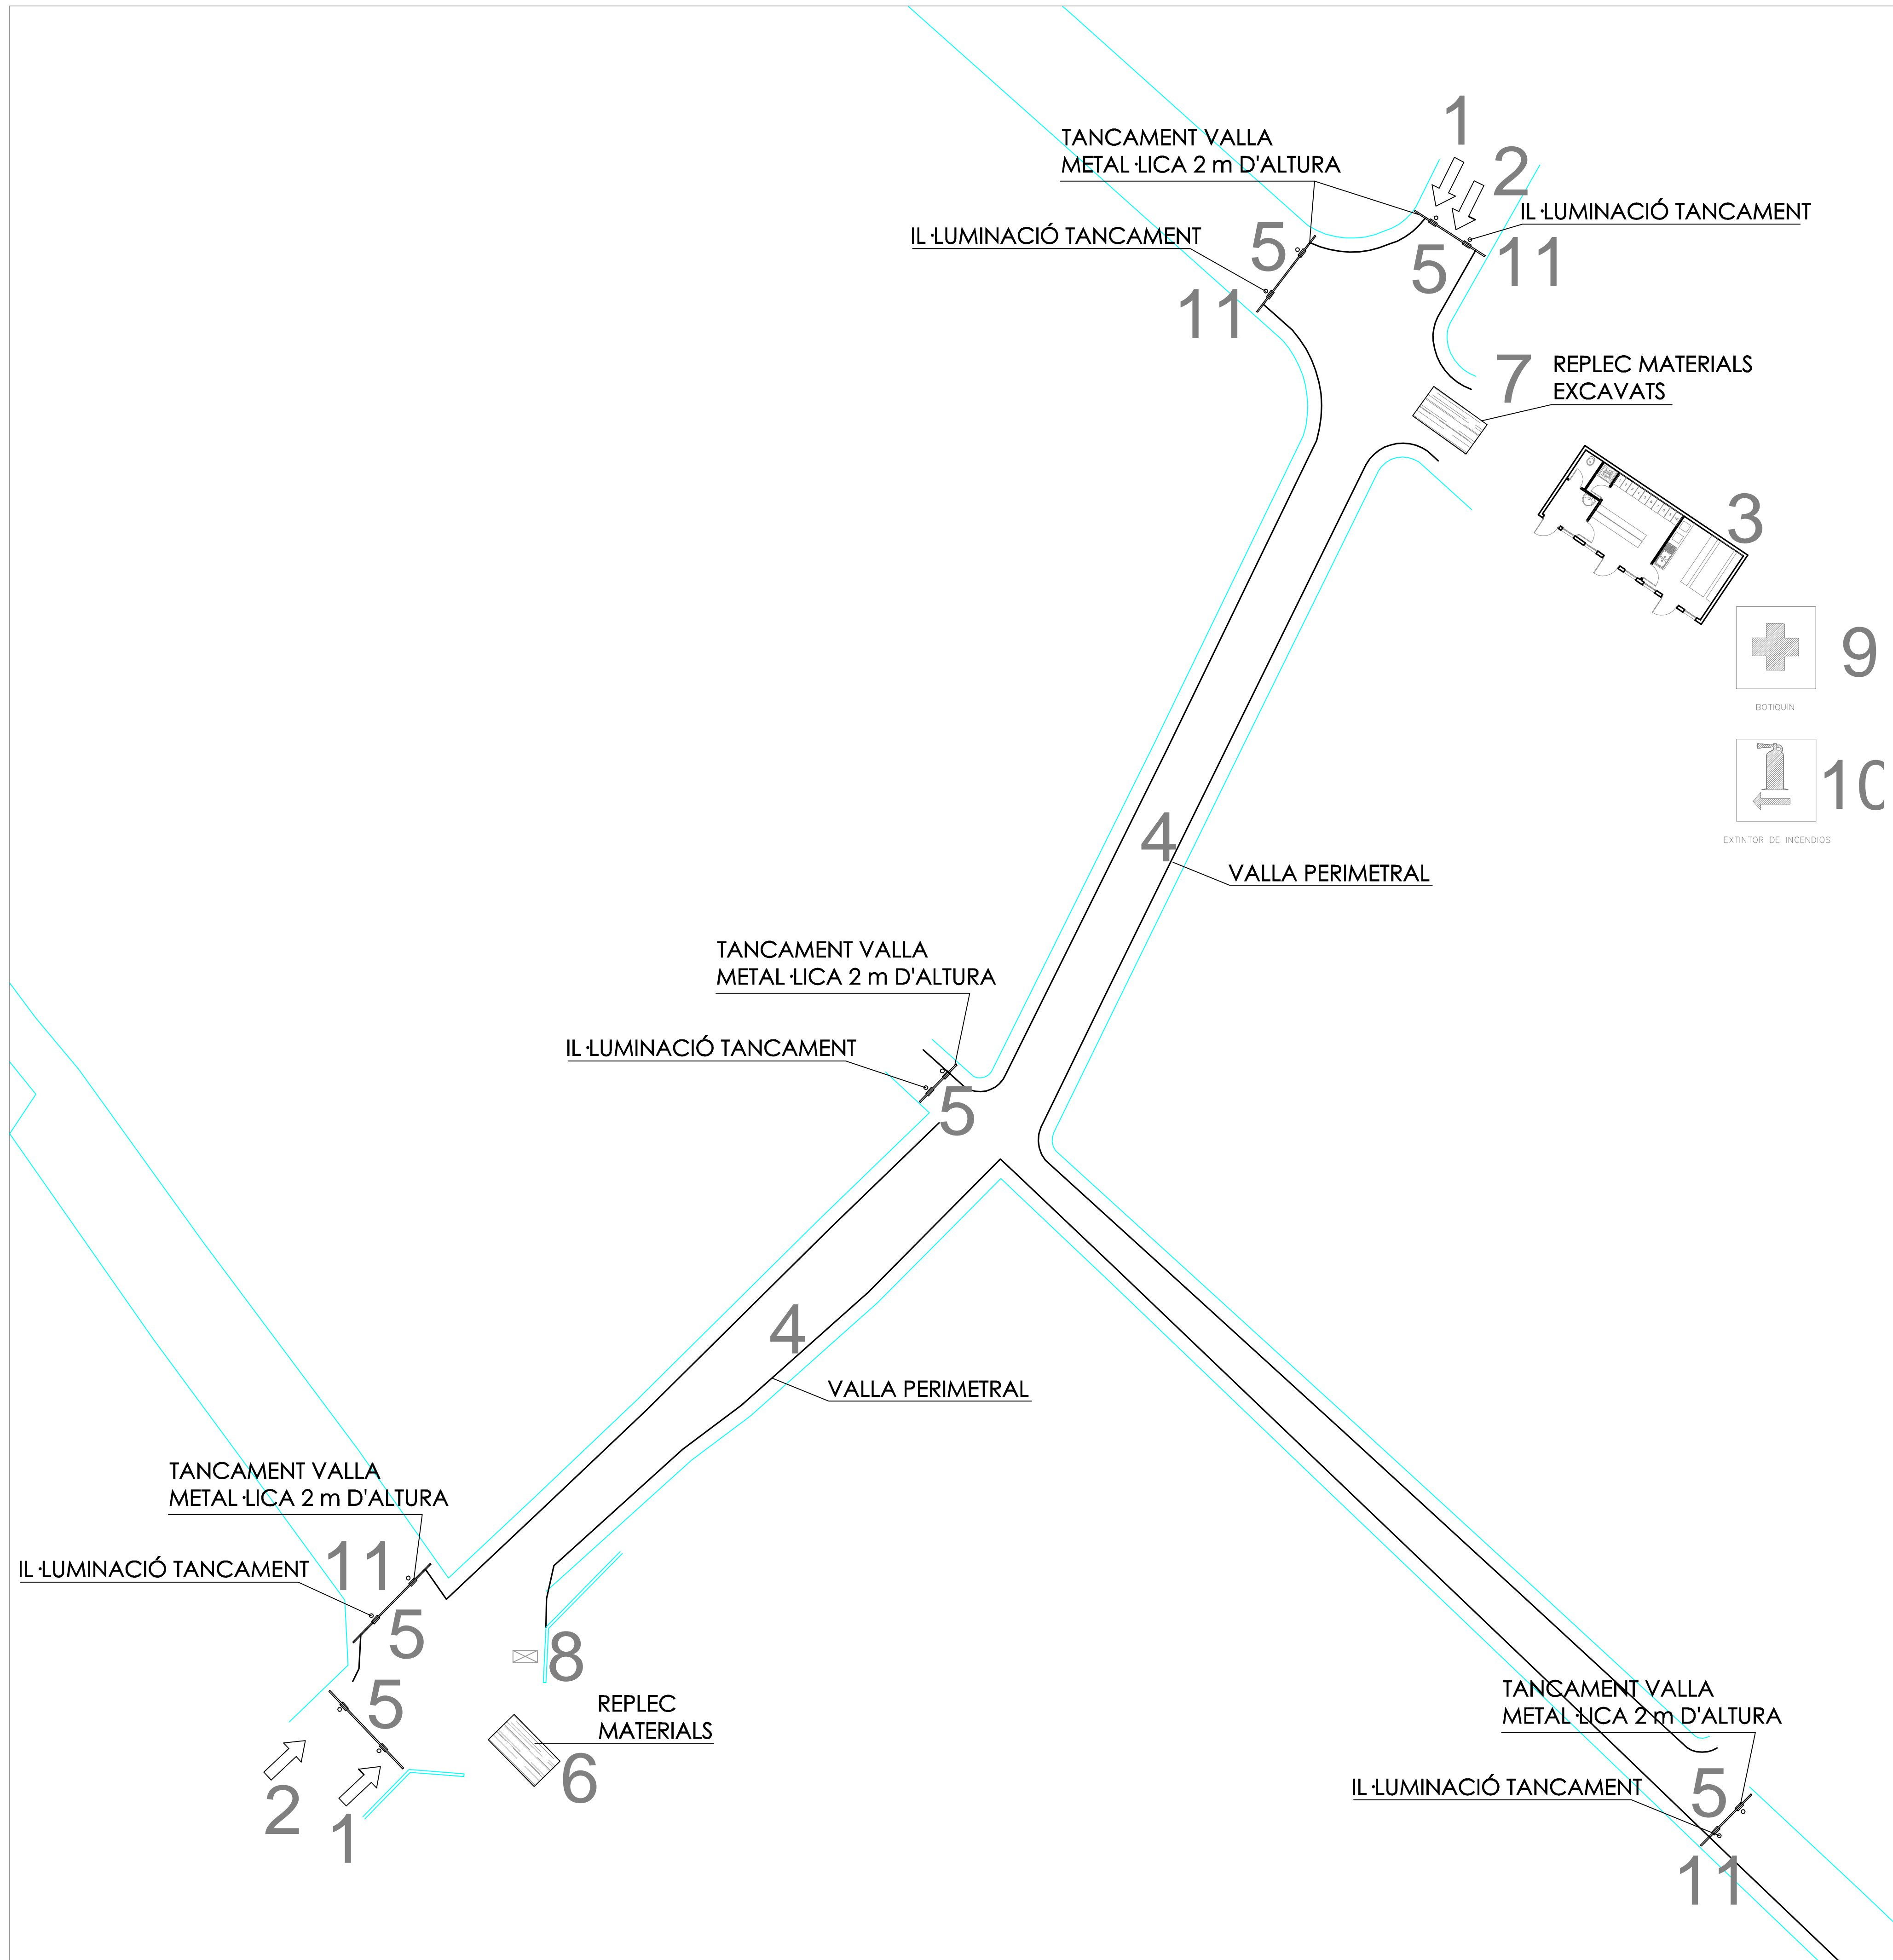 1
TANCAMENT VALLA
METAL·LICA 2 m D'ALTURA
2
IL·LUMINACIÓ TANCAMENT
IL·LUMINACIÓ TANCAMENT
5
5
11
11
7
REPLEC MATERIALS
EXCAVATS
3
9
BOTIQUIN
10
EXTINTOR DE INCENDIOS
4
VALLA PERIMETRAL
TANCAMENT VALLA
METAL·LICA 2 m D'ALTURA
IL·LUMINACIÓ TANCAMENT
5
4
VALLA PERIMETRAL
TANCAMENT VALLA
METAL·LICA 2 m D'ALTURA
11
IL·LUMINACIÓ TANCAMENT
5
8
5
REPLEC
MATERIALS
6
2
1
TANCAMENT VALLA
METAL·LICA 2 m D'ALTURA
5
IL·LUMINACIÓ TANCAMENT
11